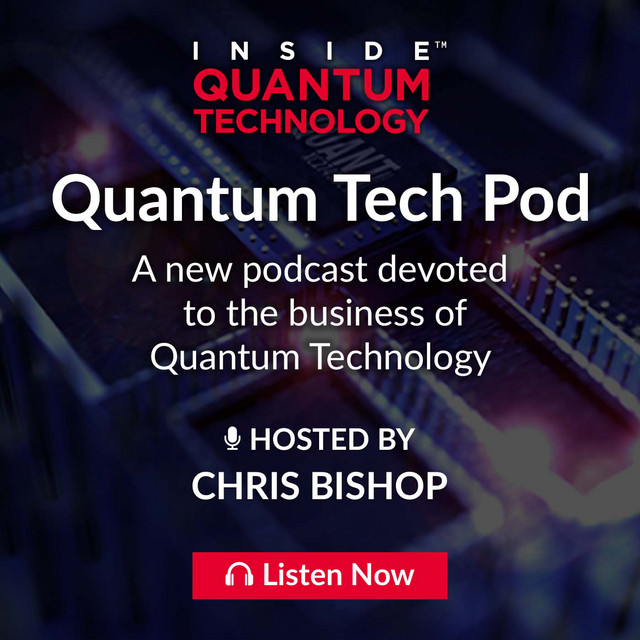 INSIDE™
QUANTUM
TECHNOLOGY
Quantum Tech Pod
A new podcast devoted
to the business of
Quantum Technology
HOSTED BY
CHRIS BISHOP
Listen Now